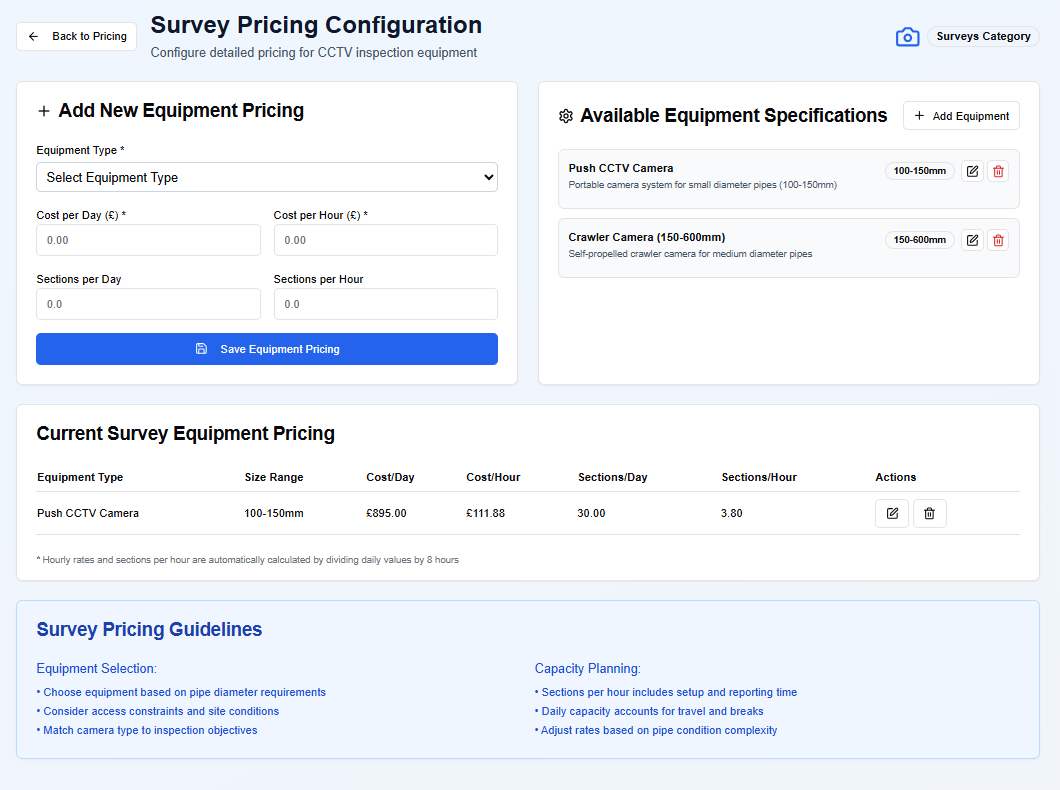 Back to Pricing
Survey Pricing Configuration
Configure detailed pricing for CCTV inspection equipment
Surveys Category
Add New Equipment Pricing
Equipment Type *
Select Equipment Type
Cost per Day (£) * Cost per Hour (£) *
0.00 0.00
Sections per Day Sections per Hour
0.0 0.0
Save Equipment Pricing
Available Equipment Specifications
Add Equipment
Push CCTV Camera 100-150mm
Portable camera system for small diameter pipes (100-150mm)
Crawler Camera (150-600mm) 150-600mm
Self-propelled crawler camera for medium diameter pipes
Current Survey Equipment Pricing
Equipment Type Size Range Cost/Day Cost/Hour Sections/Day Sections/Hour Actions
Push CCTV Camera 100-150mm £895.00 £111.88 30.00 3.80
* Hourly rates and sections per hour are automatically calculated by dividing daily values by 8 hours
Survey Pricing Guidelines
Equipment Selection:
• Choose equipment based on pipe diameter requirements
• Consider access constraints and site conditions
• Match camera type to inspection objectives
Capacity Planning:
• Sections per hour includes setup and reporting time
• Daily capacity accounts for travel and breaks
• Adjust rates based on pipe condition complexity